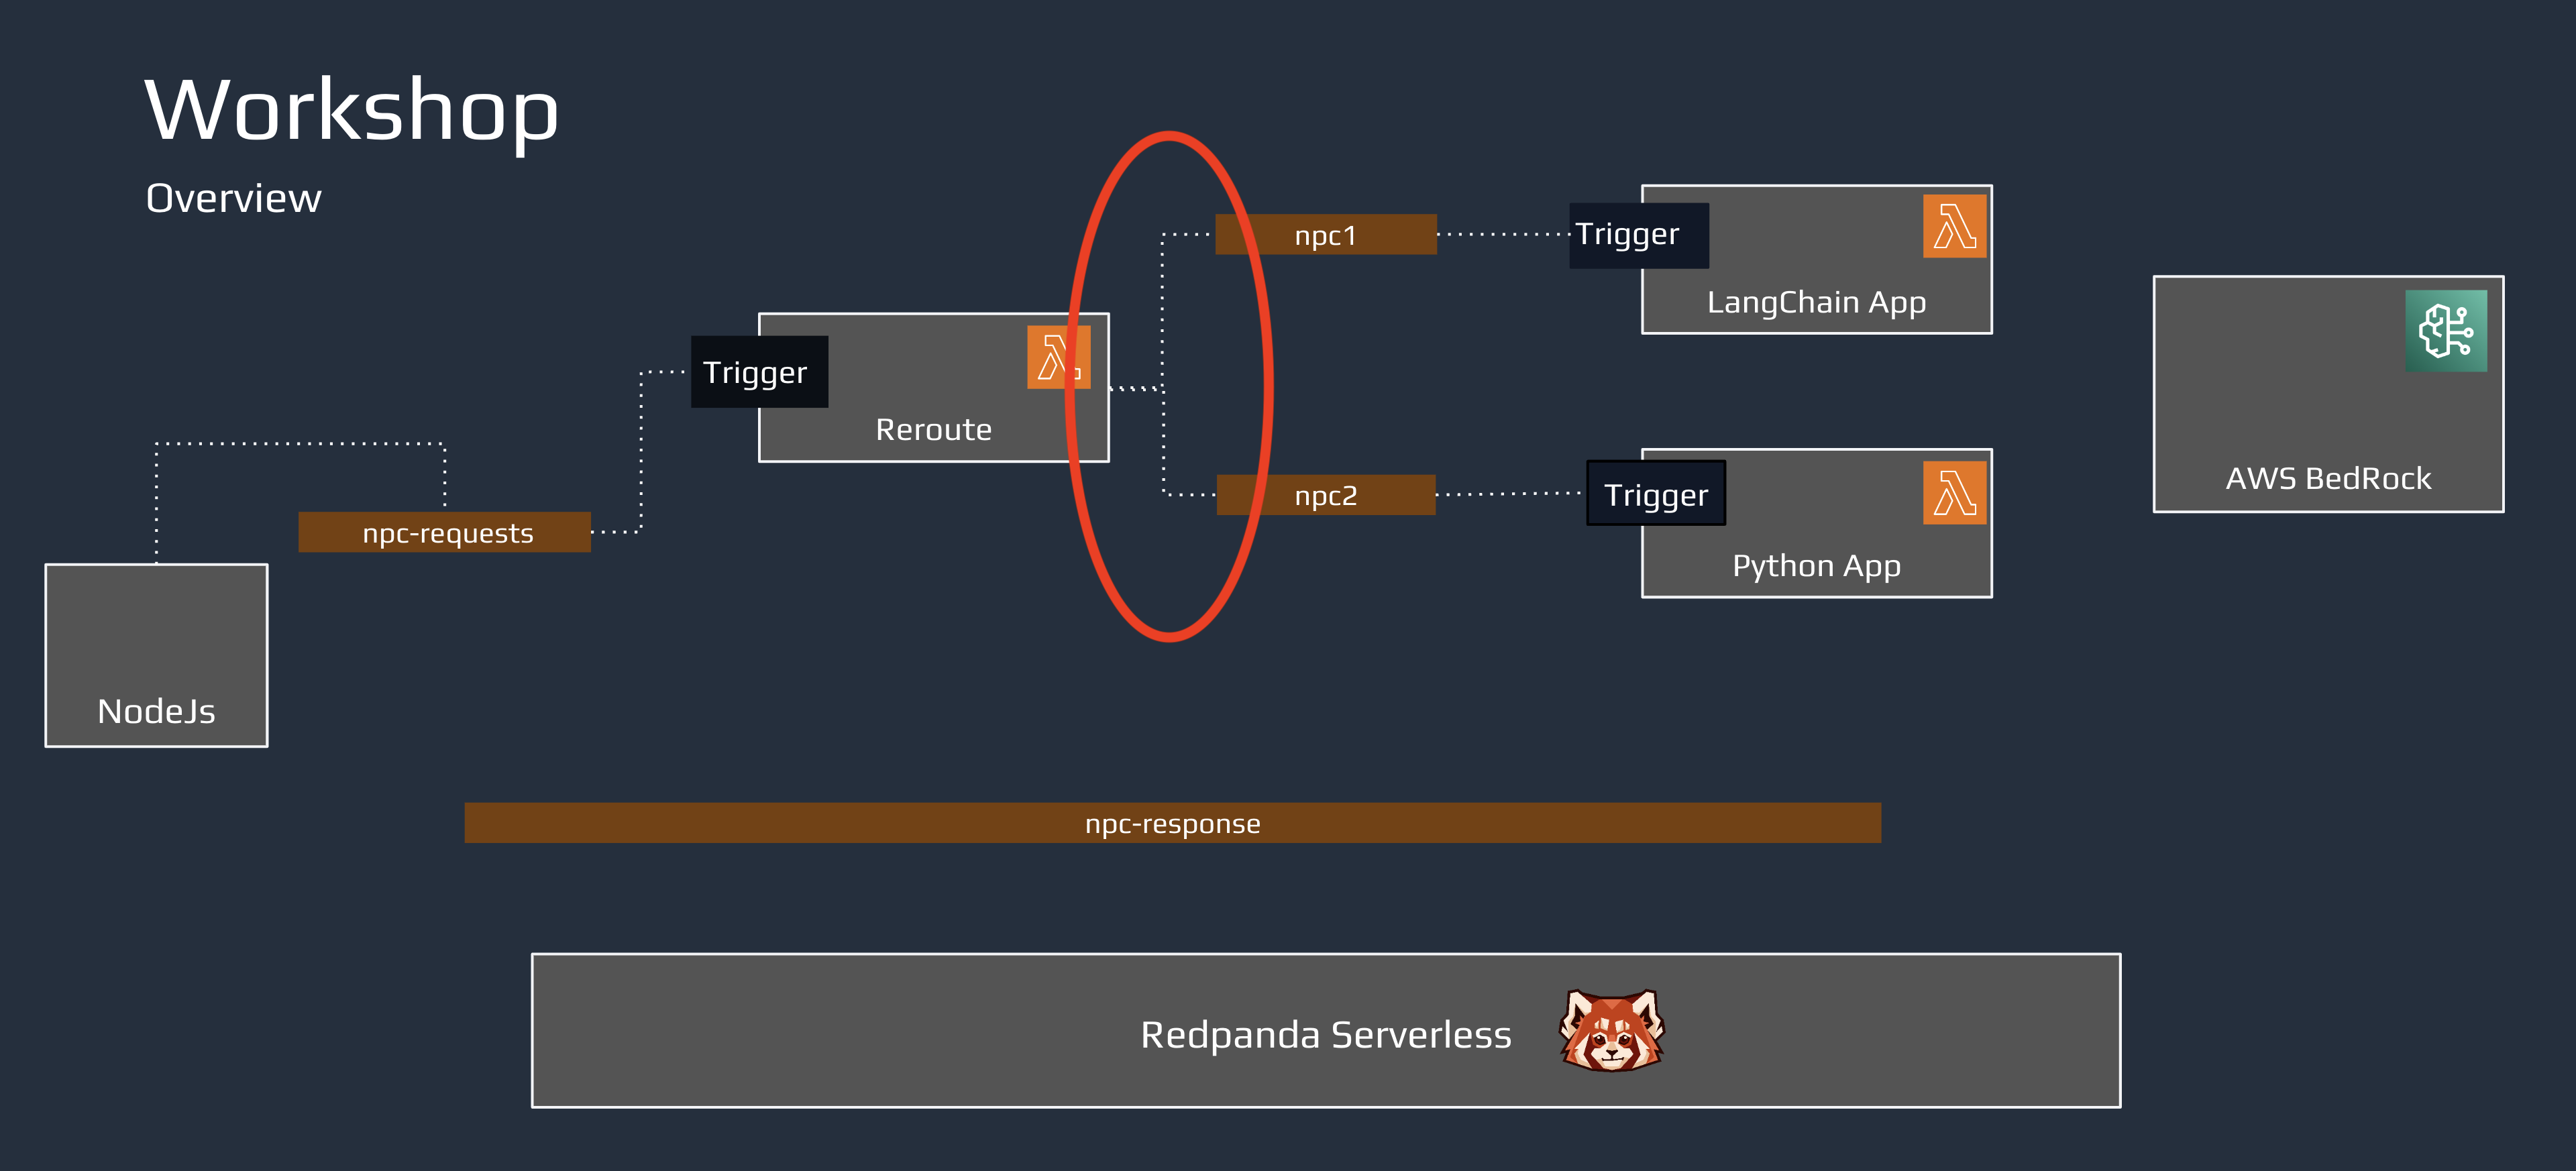 Workshop
Overview
npc1
Trigger
LangChain App
Trigger
Reroute
AWS BedRock
npc2
Trigger
Python App
npc-requests
NodeJs
npc-response
Redpanda Serverless